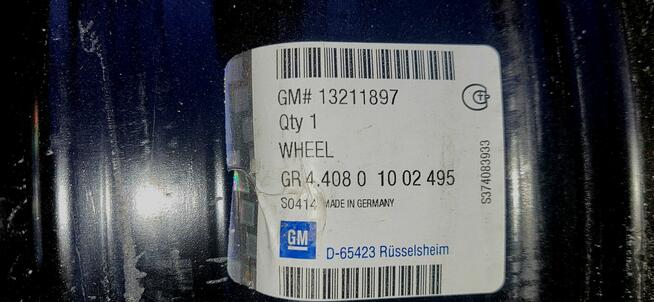 GM# 13211897
Qty 1
WHEEL
GR 4.408 0 10 02 495
S0414 MADE IN GERMANY
GM
D-65423 Rüsselsheim
S374083933